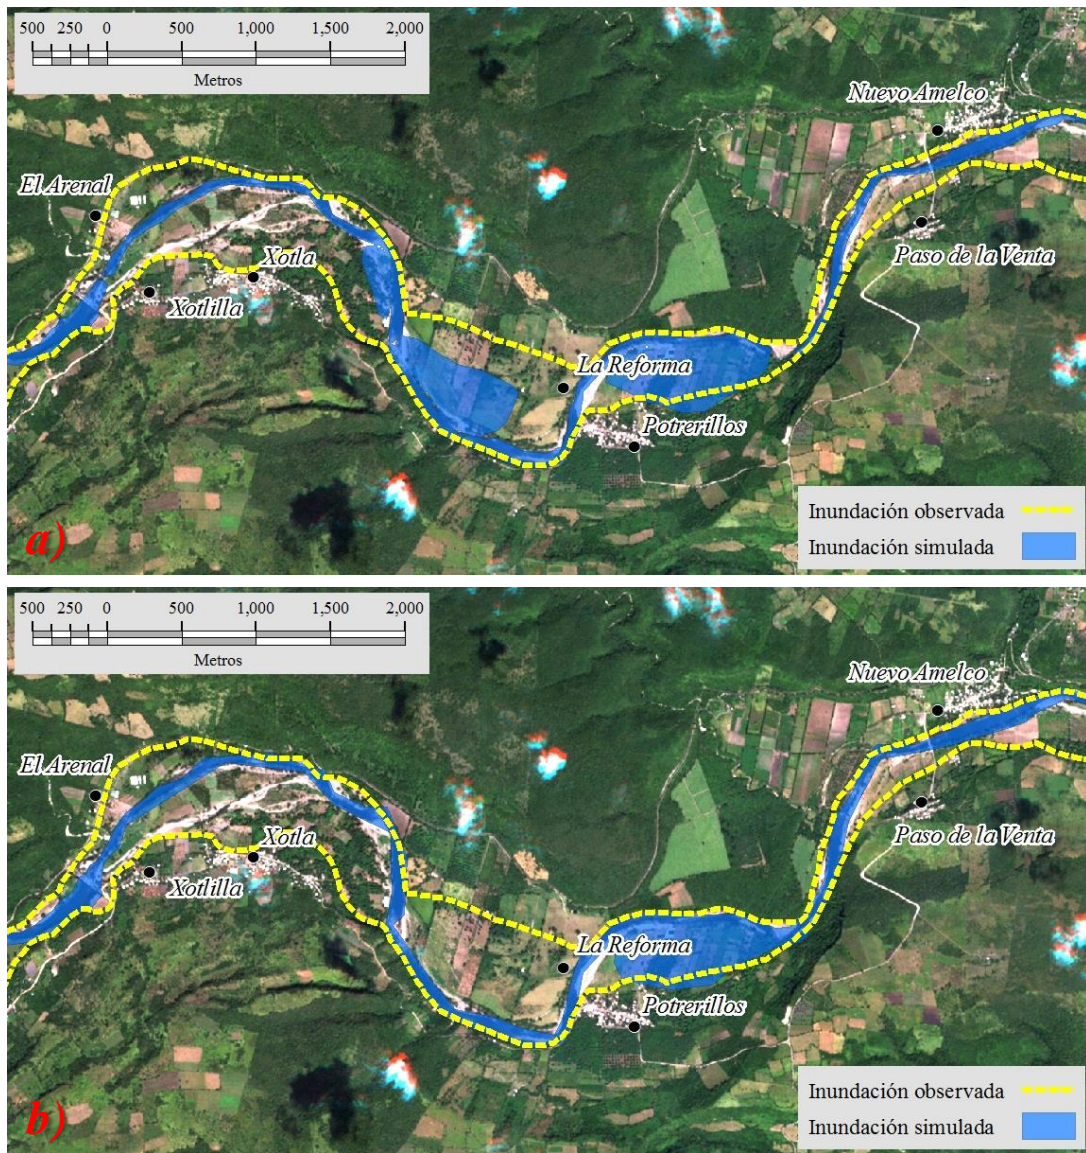 500 250 0 500 1,000 1,500 2,000
Metros
Nuevo Amelco
El Arenal
Xotla
Xotlilla
Paso de la Venta
La Reforma
Potrerillos
Inundación observada
Inundación simulada
a)
500 250 0 500 1,000 1,500 2,000
Metros
Nuevo Amelco
El Arenal
Xotla
Xotlilla
Paso de la Venta
La Reforma
Potrerillos
Inundación observada
Inundación simulada
b)